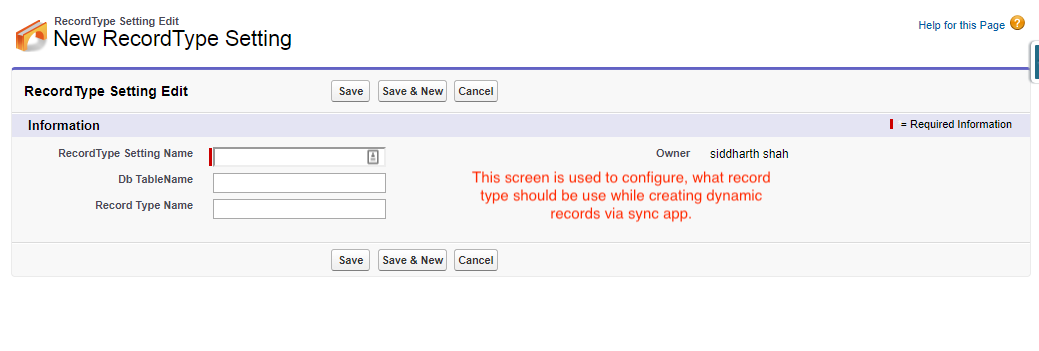 RecordType Setting Edit
New RecordType Setting
Help for this Page ?
RecordType Setting Edit
Save
Save & New
Cancel
Information
= Required Information
RecordType Setting Name
Owner siddharth shah
Db TableName
Record Type Name
This screen is used to configure, what record
type should be use while creating dynamic
records via sync app.
Save
Save & New
Cancel